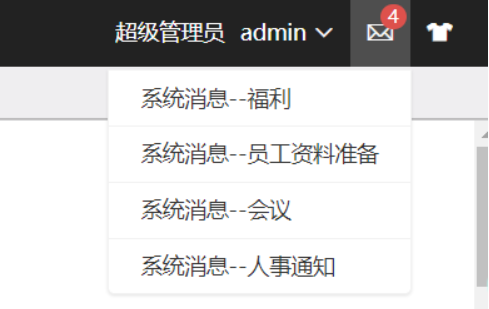 超级管理员 admin 4
系统消息--福利
系统消息--员工资料准备
系统消息--会议
系统消息--人事通知